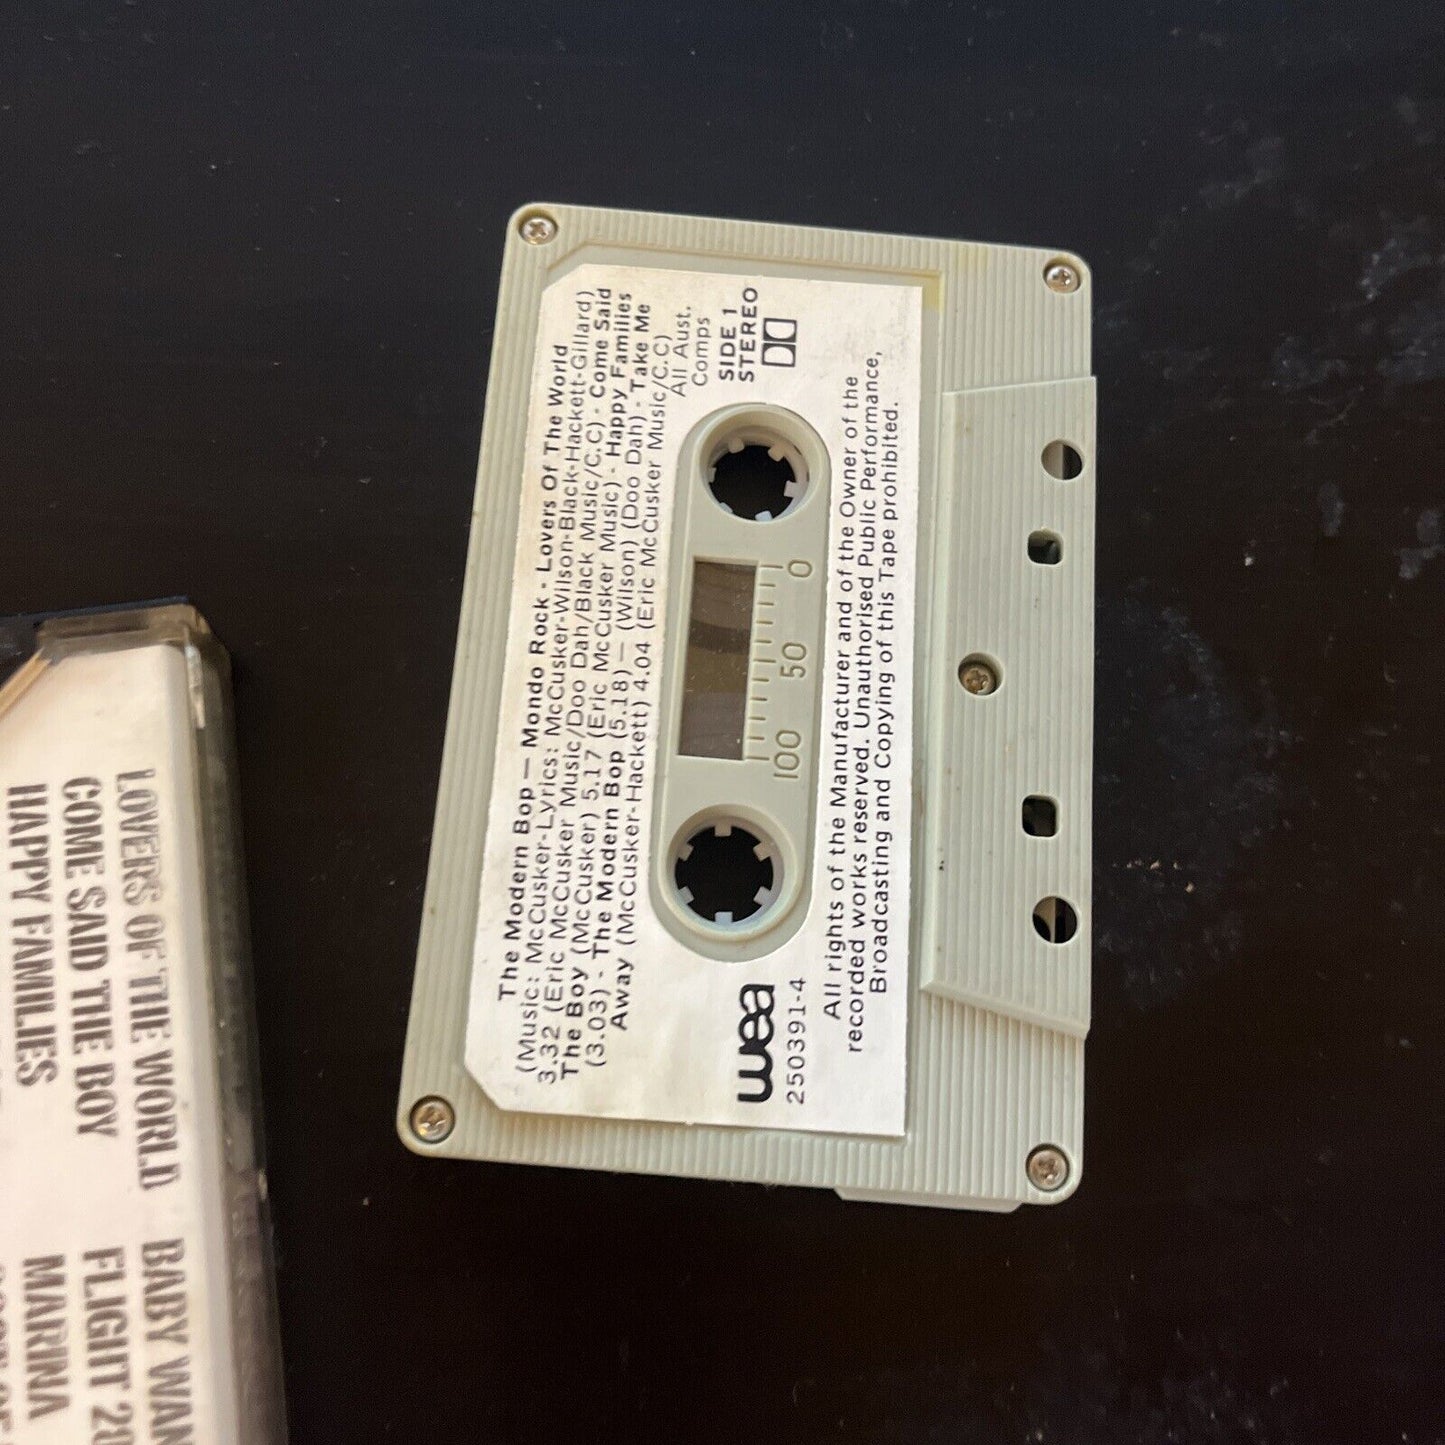 The Modern Bop — Mondo Rock - Lovers Of The World
(Music: McCusker-Lyrics: McCusker-Wilson-Black-Hackett-Gillard)
3.32 (Eric McCusker Music/Doo Dah/Black Music/C.C) - Come Said
The Boy (McCusker) 5.17 (Eric McCusker Music) - Happy Families
(3.03) - The Modern Bop (5.18) — (Wilson) (Doo Dah) - Take Me
Away (McCusker-Hackett) 4.04 (Eric McCusker Music/C.C)
All Aust.
Comps
SIDE 1
STEREO
wea
250391-4
100 50 0
All rights of the Manufacturer and of the Owner of the
recorded works reserved. Unauthorised Public Performance,
Broadcasting and Copying of this Tape prohibited.
LOVERS OF THE WORLD
COME SAID THE BOY
HAPPY FAMILIES
BABY WAN
FLIGHT 28
MARINA